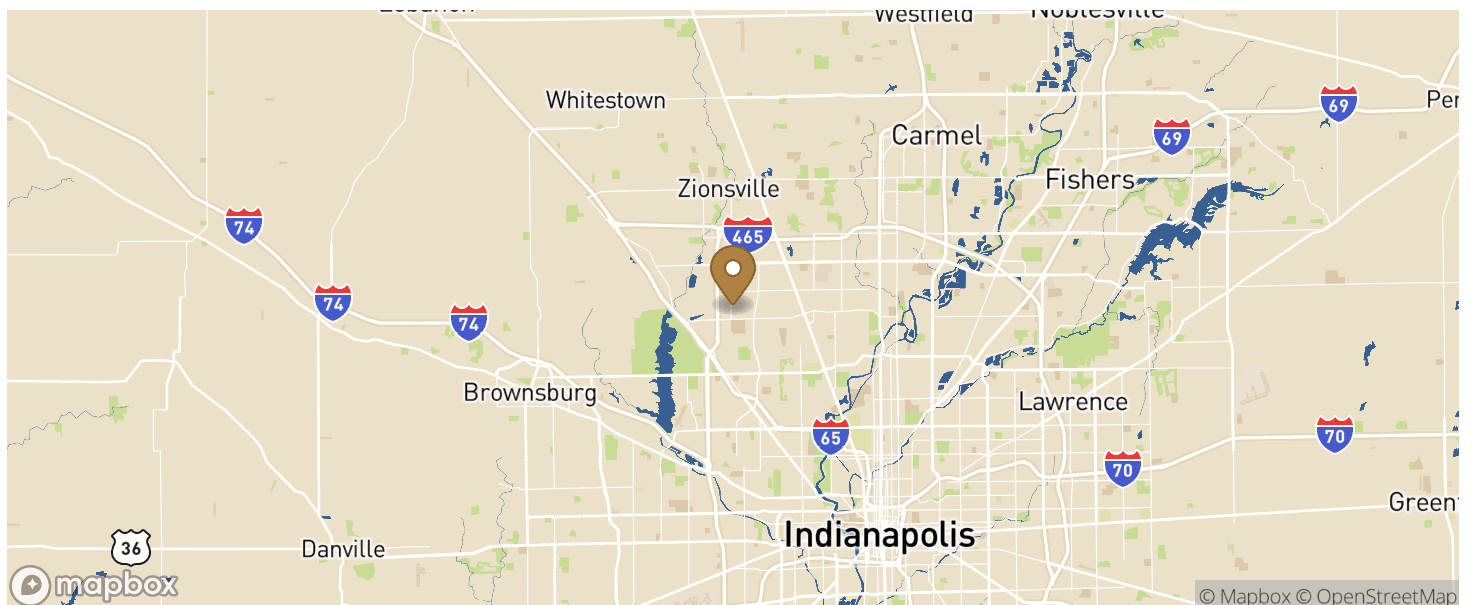 Lebanon
Westfield
Noblesville
Whitestown
69
Carmel
69
Zionsville
Fishers
74
465
74
74
Brownsburg
Lawrence
65
70
70
Indianapolis
36
Danville
mapbox
© Mapbox © OpenStreetMap